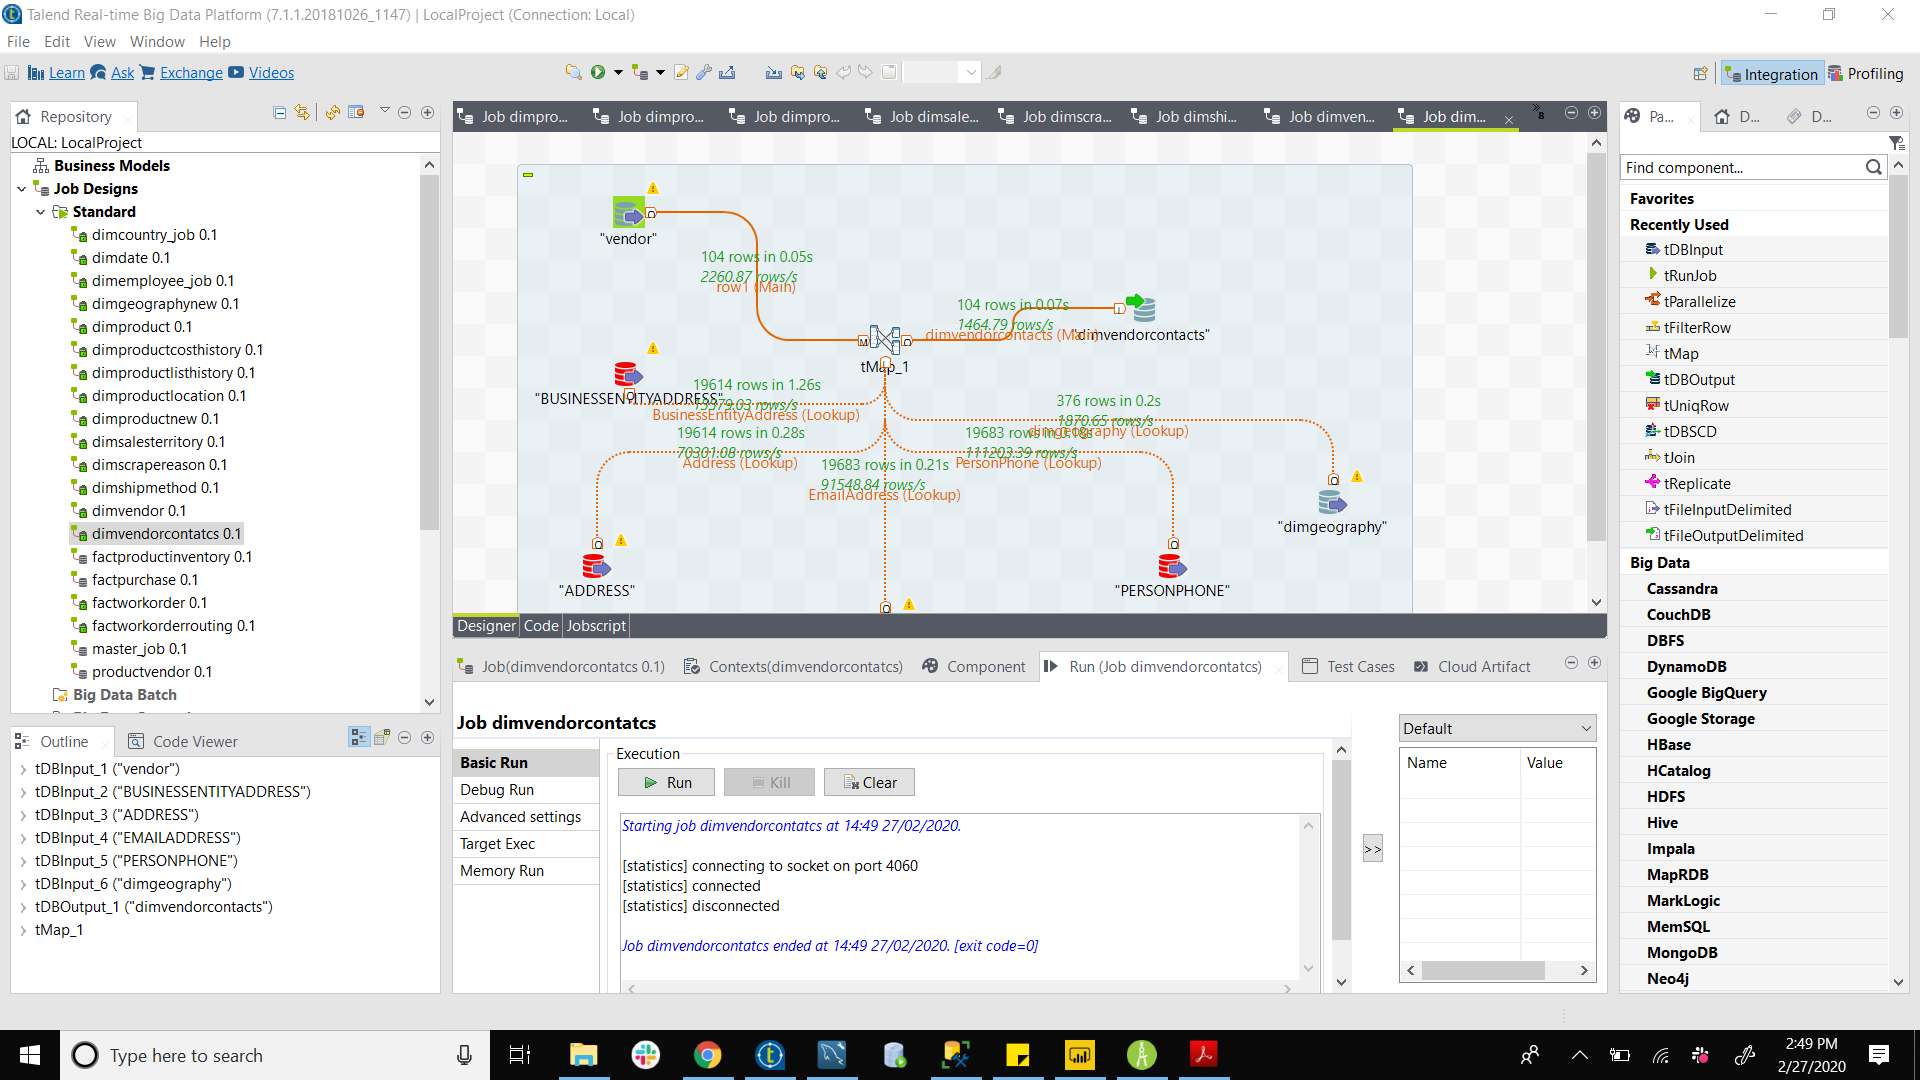 Talend Real-time Big Data Platform (7.1.1.20181026_1147) | LocalProject (Connection: Local)
File Edit View Window Help
Learn Ask Exchange Videos
Integration Profiling
Repository
LOCAL: LocalProject
Business Models
Job Designs
Standard
dimcountry_job 0.1
dimdate 0.1
dimemployee_job 0.1
dimgeographynew 0.1
dimproduct 0.1
dimproductcosthistory 0.1
dimproductlisthistory 0.1
dimproductlocation 0.1
dimproductnew 0.1
dimsalesterritory 0.1
dimscrapereason 0.1
dimshipmethod 0.1
dimvendor 0.1
dimvendorcontatcs 0.1
factproductinventory 0.1
factpurchase 0.1
factworkorder 0.1
factworkorderrouting 0.1
master_job 0.1
productvendor 0.1
Big Data Batch
Outline Code Viewer
tDBInput_1 ("vendor")
tDBInput_2 ("BUSINESSENTITYADDRESS")
tDBInput_3 ("ADDRESS")
tDBInput_4 ("EMAILADDRESS")
tDBInput_5 ("PERSONPHONE")
tDBInput_6 ("dimgeography")
tDBOutput_1 ("dimvendorcontacts")
tMap_1
Job dimpro... Job dimpro... Job dimpro... Job dimsale... Job dimscra... Job dimshi... Job dimven... Job dim... 8
"vendor"
104 rows in 0.05s
2260.87 rows/s
row1 (Main)
104 rows in 0.07s
1464.79 rows/s
dimvendorcontacts (Main)
"dimvendorcontacts"
tMap_1
"BUSINESSENTITYADDRESS"
19614 rows in 1.26s
BusinessEntityAddress (Lookup)
19614 rows in 0.28s
70301.08 rows/s
Address (Lookup)
19683 rows in 0.21s
91548.84 rows/s
EmailAddress (Lookup)
376 rows in 0.2s
1870.65 rows/s
dimgeography (Lookup)
19683 rows in 0.18s
111203.39 rows/s
PersonPhone (Lookup)
"dimgeography"
"ADDRESS"
"PERSONPHONE"
Designer Code Jobscript
Job(dimvendorcontatcs 0.1) Contexts(dimvendorcontatcs) Component Run (Job dimvendorcontatcs) Test Cases Cloud Artifact
Job dimvendorcontatcs
Basic Run
Debug Run
Advanced settings
Target Exec
Memory Run
Execution
Run Kill Clear
Starting job dimvendorcontatcs at 14:49 27/02/2020.
[statistics] connecting to socket on port 4060
[statistics] connected
[statistics] disconnected
Job dimvendorcontatcs ended at 14:49 27/02/2020. [exit code=0]
>>
Default
Name Value
Pa... D... D...
Find component...
Favorites
Recently Used
tDBInput
tRunJob
tParallelize
tFilterRow
tMap
tDBOutput
tUniqRow
tDBSCD
tJoin
tReplicate
tFileInputDelimited
tFileOutputDelimited
Big Data
Cassandra
CouchDB
DBFS
DynamoDB
Google BigQuery
Google Storage
HBase
HCatalog
HDFS
Hive
Impala
MapRDB
MarkLogic
MemSQL
MongoDB
Neo4j
Type here to search
2:49 PM
2/27/2020